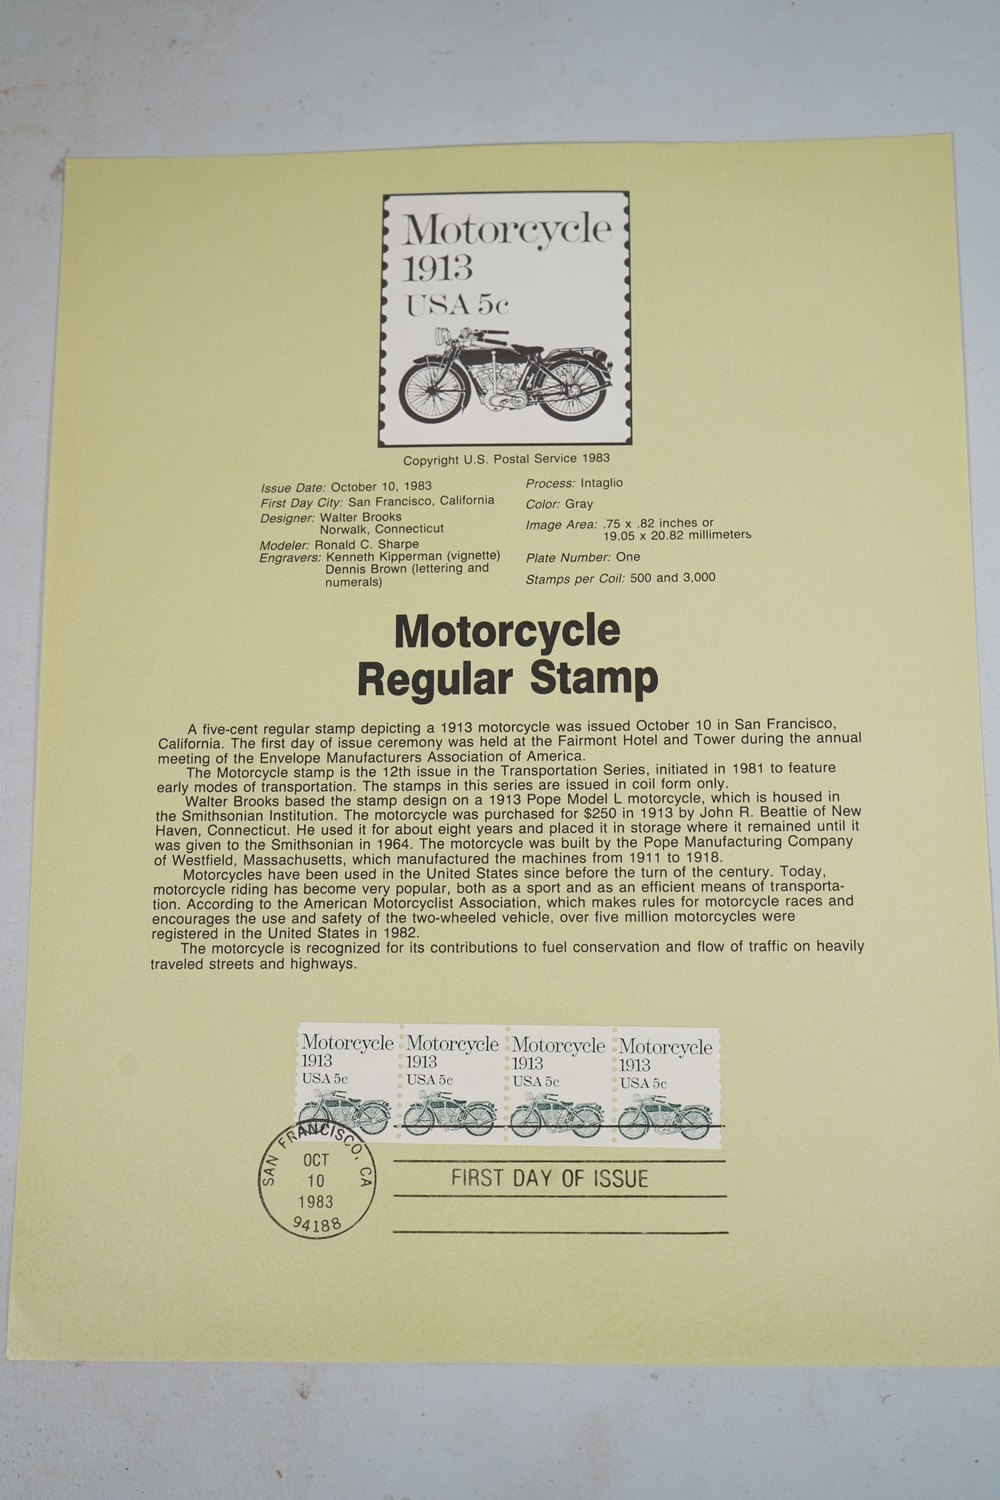 Motorcycle
1913
USA 5c
Copyright U.S. Postal Service 1983
Issue Date: October 10, 1983
First Day City: San Francisco, California
Designer: Walter Brooks
Norwalk, Connecticut
Modeler: Ronald C. Sharpe
Engravers: Kenneth Kipperman (vignette)
Dennis Brown (lettering and
numerals)
Process: Intaglio
Color: Gray
Image Area: .75 x .82 inches or
19.05 x 20.82 millimeters
Plate Number: One
Stamps per Coil: 500 and 3,000
Motorcycle
Regular Stamp
A five-cent regular stamp depicting a 1913 motorcycle was issued October 10 in San Francisco,
California. The first day of issue ceremony was held at the Fairmont Hotel and Tower during the annual
meeting of the Envelope Manufacturers Association of America.
The Motorcycle stamp is the 12th issue in the Transportation Series, initiated in 1981 to feature
early modes of transportation. The stamps in this series are issued in coil form only.
Walter Brooks based the stamp design on a 1913 Pope Model L motorcycle, which is housed in
the Smithsonian Institution. The motorcycle was purchased for $250 in 1913 by John R. Beattie of New
Haven, Connecticut. He used it for about eight years and placed it in storage where it remained until it
was given to the Smithsonian in 1964. The motorcycle was built by the Pope Manufacturing Company
of Westfield, Massachusetts, which manufactured the machines from 1911 to 1918.
Motorcycles have been used in the United States since before the turn of the century. Today,
motorcycle riding has become very popular, both as a sport and as an efficient means of transporta-
tion. According to the American Motorcyclist Association, which makes rules for motorcycle races and
encourages the use and safety of the two-wheeled vehicle, over five million motorcycles were
registered in the United States in 1982.
The motorcycle is recognized for its contributions to fuel conservation and flow of traffic on heavily
traveled streets and highways.
Motorcycle
1913
USA 5c
Motorcycle
1913
USA 5c
Motorcycle
1913
USA 5c
Motorcycle
1913
USA 5c
SAN FRANCISCO, CA
OCT
10
1983
94188
FIRST DAY OF ISSUE